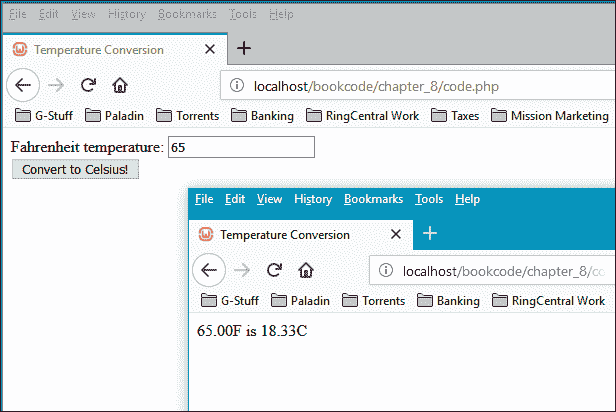 File Edit View History Bookmarks Tools Help
Temperature Conversion
localhost/bookcode/chapter_8/code.php
G-Stuff Paladin Torrents Banking RingCentral Work Taxes Mission Marketing
Fahrenheit temperature: 65
Convert to Celsius!
File Edit View History Bookmarks Tools Help
Temperature Conversion
localhost/bookcode/chapter_8/co
G-Stuff Paladin Torrents Banking RingCentral Work
65.00F is 18.33C